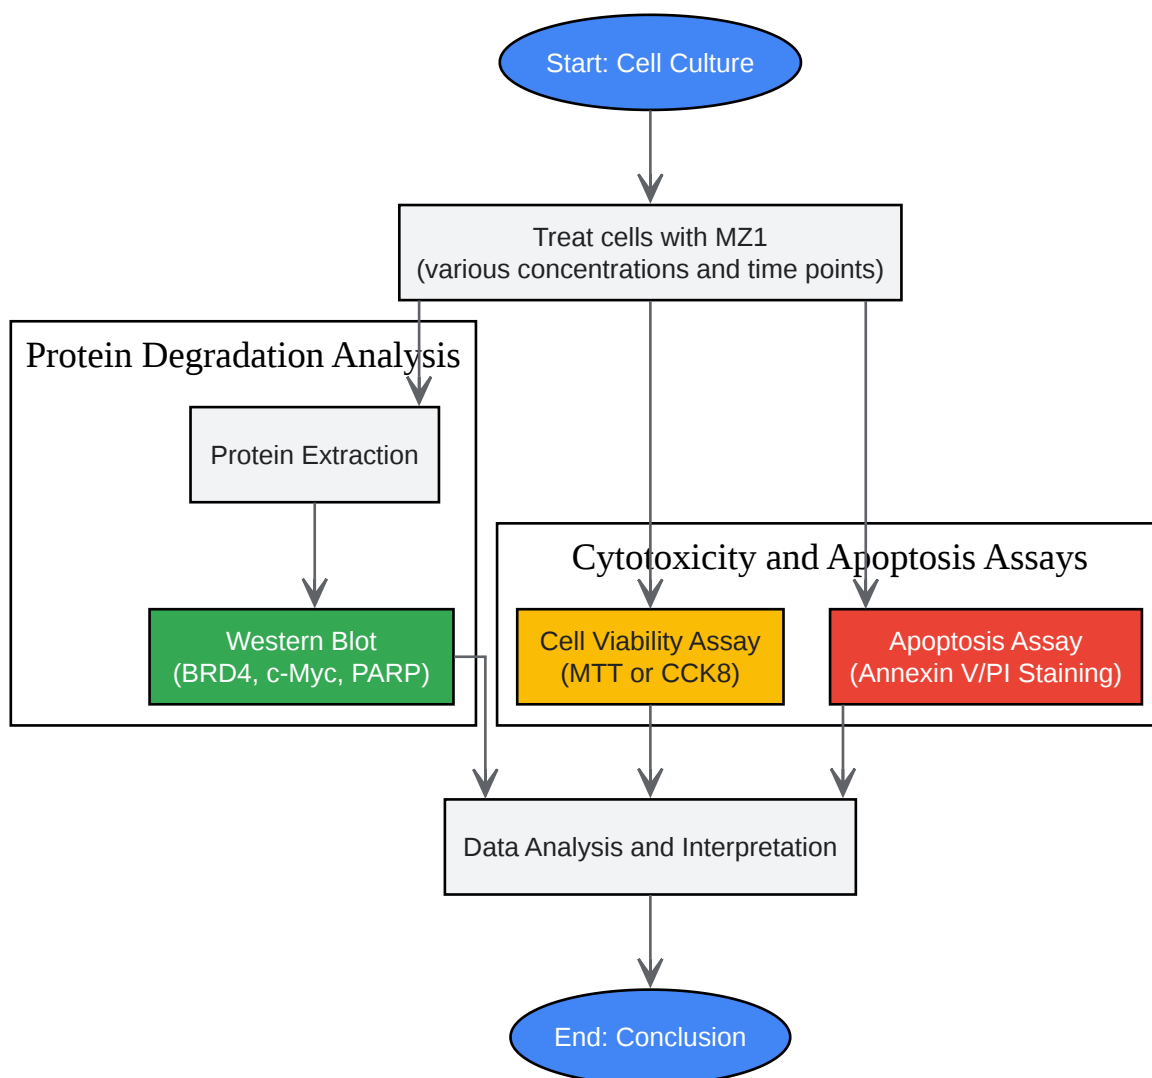 Start: Cell Culture
Treat cells with MZ1
(various concentrations and time points)
Protein Degradation Analysis
Protein Extraction
Cytotoxicity and Apoptosis Assays
Western Blot
(BRD4, c-Myc, PARP)
Cell Viability Assay
(MTT or CCK8)
Apoptosis Assay
(Annexin V/PI Staining)
Data Analysis and Interpretation
End: Conclusion